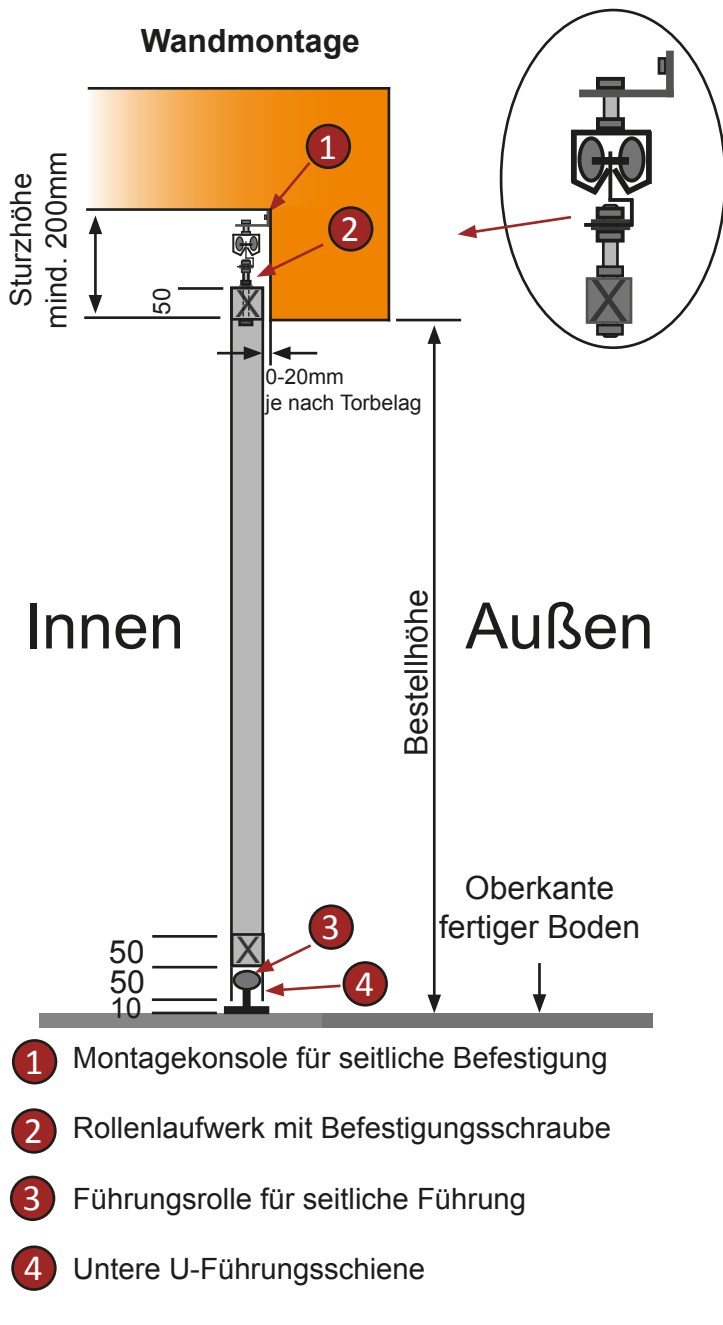 Wandmontage
1
2
Sturzhöhe
mind. 200mm
50
0-20mm
je nach Torbelag
Innen
Außen
Bestellhöhe
Oberkante
fertiger Boden
3
50
50
4
10
1 Montagekonsole für seitliche Befestigung
2 Rollenlaufwerk mit Befestigungsschraube
3 Führungsrolle für seitliche Führung
4 Untere U-Führungsschiene